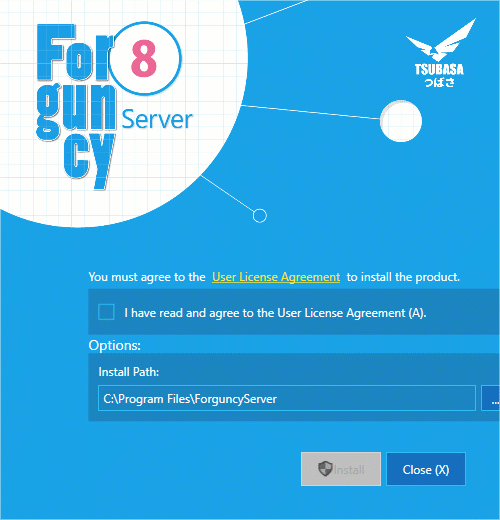 For
8
gun
cy
Server
TSUBASA
つばさ
You must agree to the User License Agreement to install the product.
I have read and agree to the User License Agreement (A).
Options:
Install Path:
C:\Program Files\ForguncyServer
...
Install
Close (X)